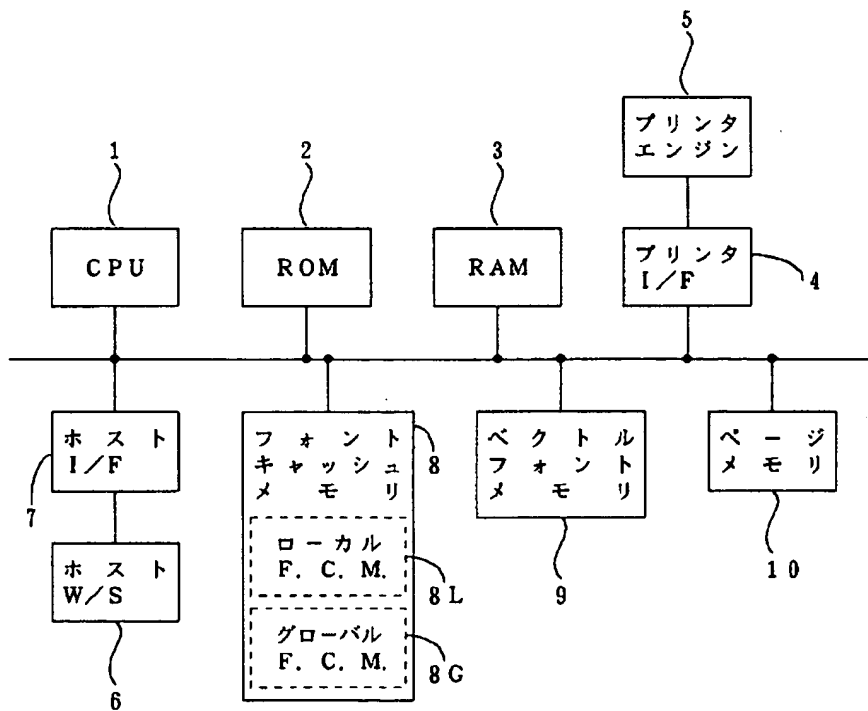 5
プリンタ
エンジン
1
2
3
CPU
ROM
RAM
プリンタ
I/F
4
ホスト
I/F
7
フォント
キャッシュ
メモリ
8
ベクトル
フォント
メモリ
ページ
メモリ
ホスト
W/S
6
ローカル
F. C. M.
8L
グローバル
F. C. M.
8G
9
10